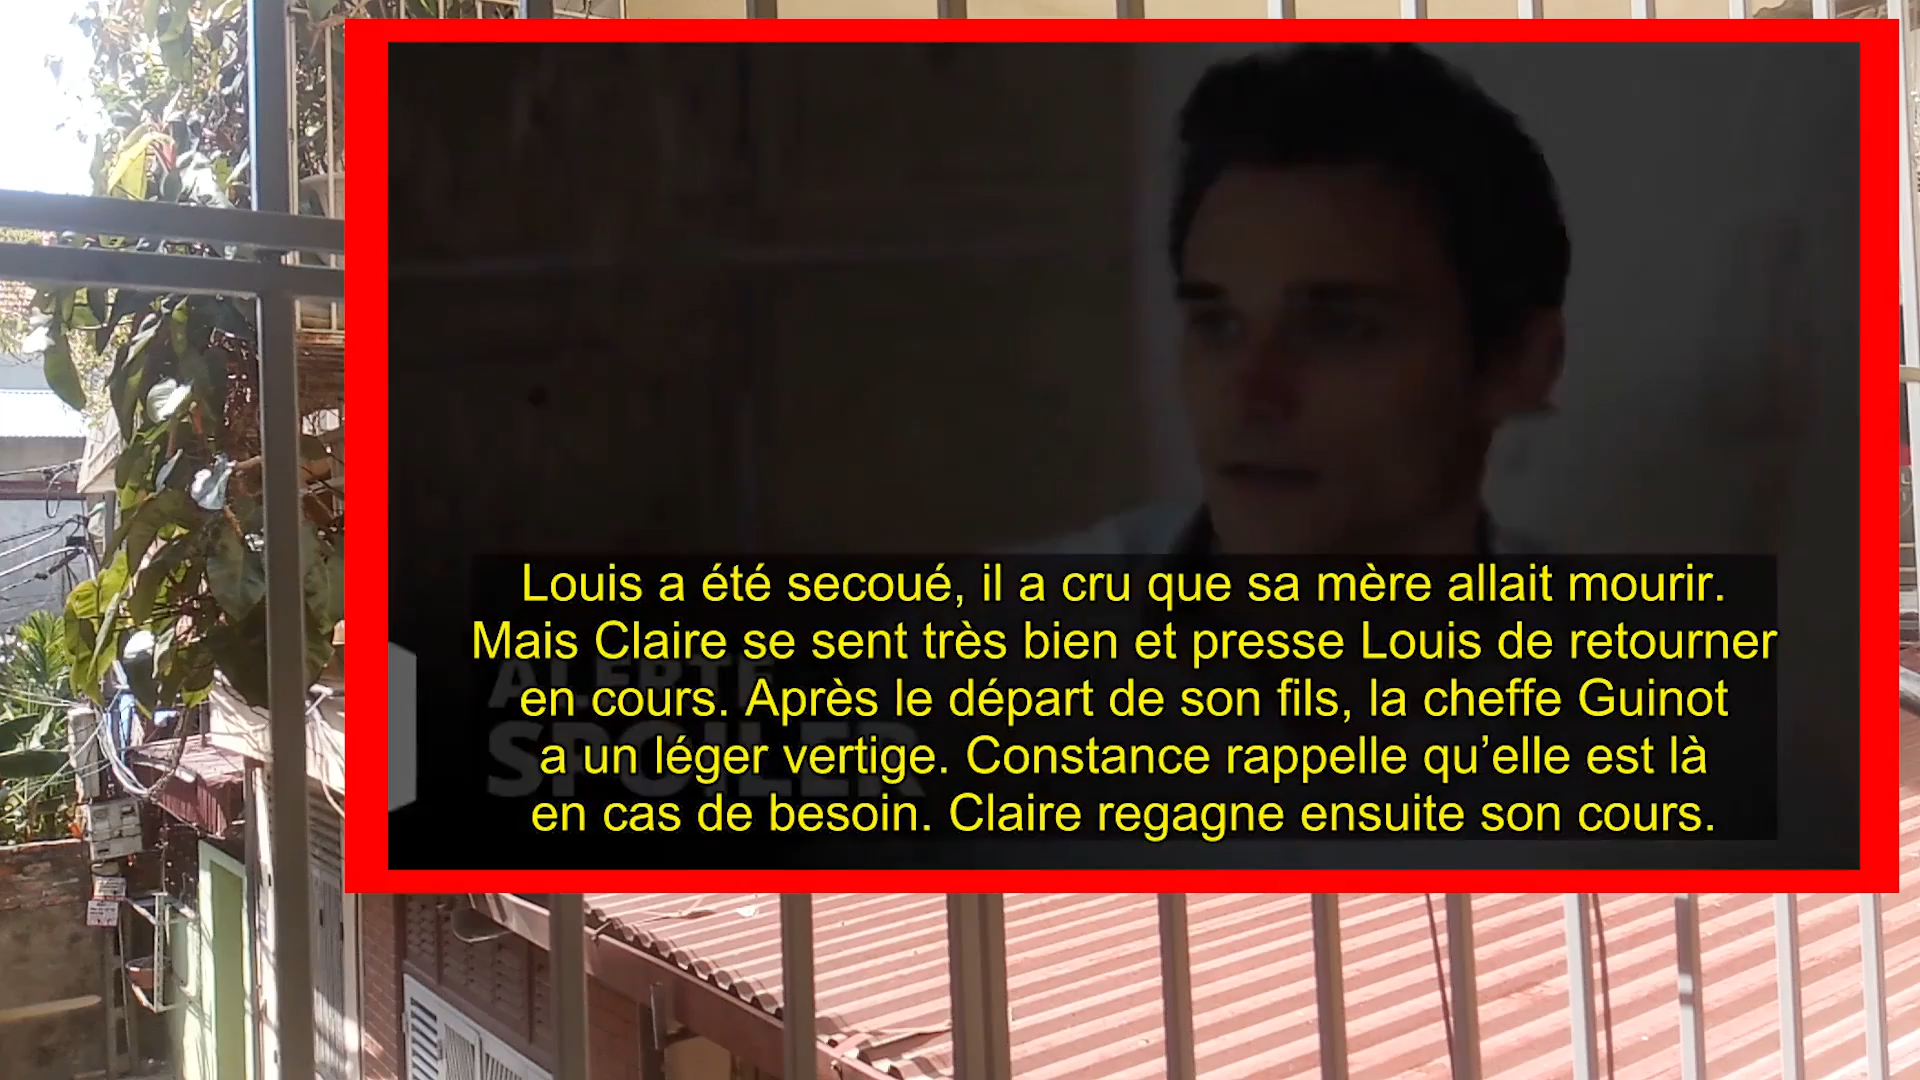 Louis a été secoué, il a cru que sa mère allait mourir.
Mais Claire se sent très bien et presse Louis de retourner
en cours. Après le départ de son fils, la cheffe Guinot
a un léger vertige. Constance rappelle qu’elle est là
en cas de besoin. Claire regagne ensuite son cours.
ALERTE
SPOILER